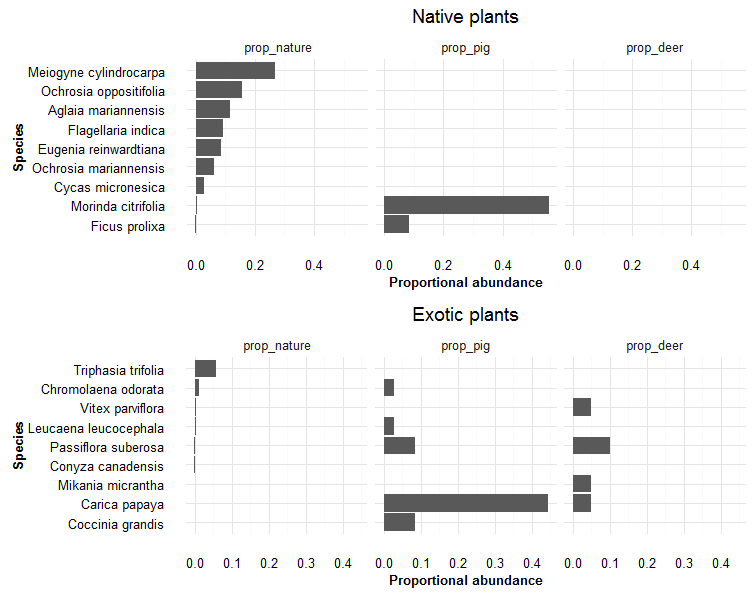 Native plants
prop_nature prop_pig prop_deer
Meiogyne cylindrocarpa
Ochrosia oppositifolia
Aglaia mariannensis
Flagellaria indica
Eugenia reinwardtiana
Ochrosia mariannensis
Cycas micronesica
Morinda citrifolia
Ficus prolixa
Species
0.0 0.2 0.4 0.0 0.2 0.4 0.0 0.2 0.4
Proportional abundance
Exotic plants
prop_nature prop_pig prop_deer
Triphasia trifolia
Chromolaena odorata
Vitex parviflora
Leucaena leucocephala
Passiflora suberosa
Conyza canadensis
Mikania micrantha
Carica papaya
Coccinia grandis
Species
0.0 0.1 0.2 0.3 0.4 0.0 0.1 0.2 0.3 0.4 0.0 0.1 0.2 0.3 0.4
Proportional abundance